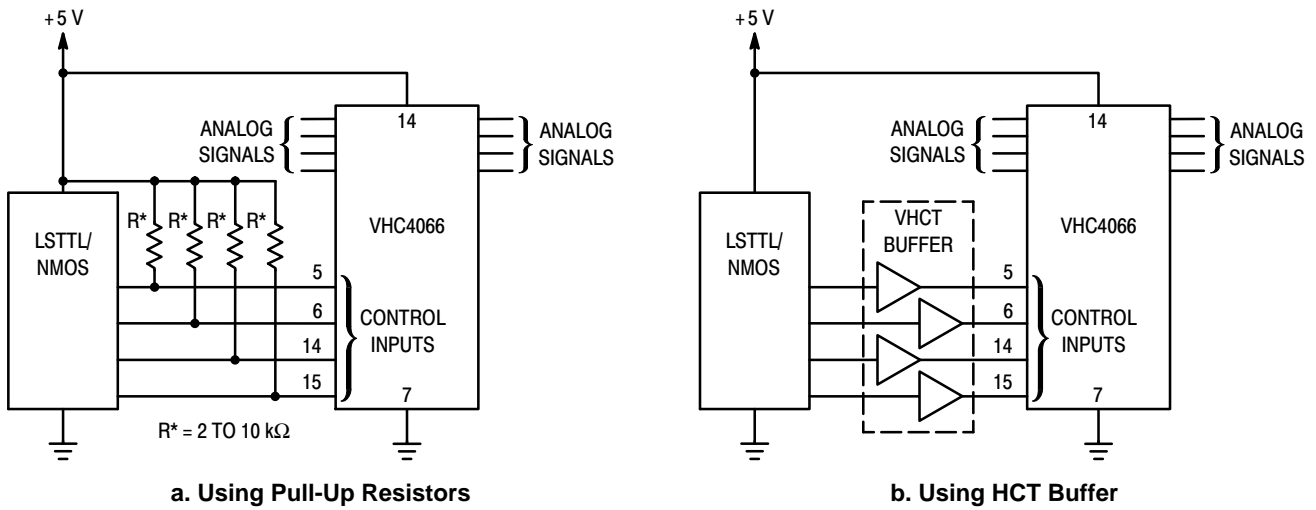 +5 V
14
ANALOG
SIGNALS
ANALOG
SIGNALS
R* R* R* R*
VHC4066
LSTTL/
NMOS
5
6
14
15
CONTROL
INPUTS
7
R* = 2 TO 10 kΩ
a. Using Pull-Up Resistors
+5 V
14
ANALOG
SIGNALS
ANALOG
SIGNALS
VHCT
BUFFER
VHC4066
LSTTL/
NMOS
5
6
14
15
CONTROL
INPUTS
7
b. Using HCT Buffer